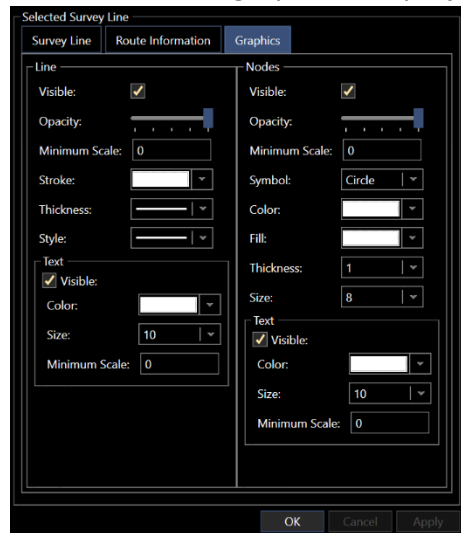 Selected Survey Line
Survey Line Route Information Graphics
Line
Visible:
Opacity:
Minimum Scale: 0
Stroke:
Thickness:
Style:
Text
Visible:
Color:
Size: 10
Minimum Scale: 0
Nodes
Visible:
Opacity:
Minimum Scale: 0
Symbol: Circle
Color:
Fill:
Thickness: 1
Size: 8
Text
Visible:
Color:
Size: 10
Minimum Scale: 0
OK Cancel Apply